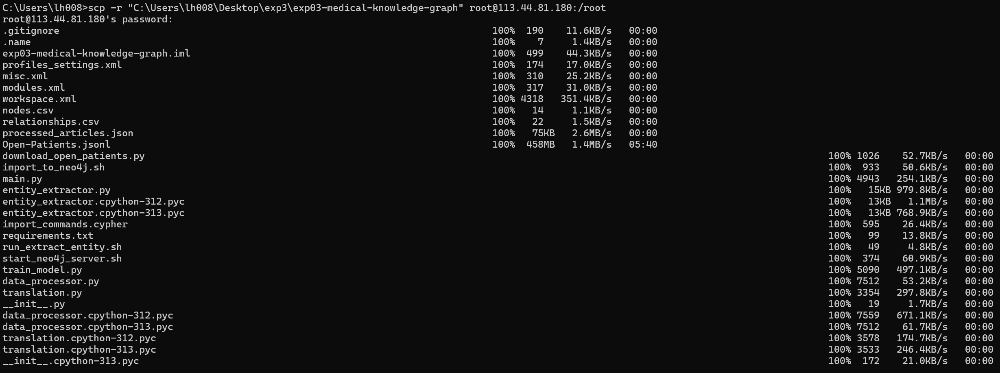 C:\Users\lh008>scp -r "C:\Users\lh008\Desktop\exp3\exp03-medical-knowledge-graph" root@113.44.81.180:/root
root@113.44.81.180's password:
.gitignore 100% 190 11.6KB/s 00:00
.name 100% 7 1.4KB/s 00:00
exp03-medical-knowledge-graph.iml 100% 499 44.3KB/s 00:00
profiles_settings.xml 100% 174 17.0KB/s 00:00
misc.xml 100% 310 25.2KB/s 00:00
modules.xml 100% 317 31.0KB/s 00:00
workspace.xml 100% 4318 351.4KB/s 00:00
nodes.csv 100% 14 1.1KB/s 00:00
relationships.csv 100% 22 1.5KB/s 00:00
processed_articles.json 100% 75KB 2.6MB/s 00:00
Open-Patients.jsonl 100% 458MB 1.4MB/s 05:40
download_open_patients.py 100% 1026 52.7KB/s 00:00
import_to_neo4j.sh 100% 933 50.6KB/s 00:00
main.py 100% 4943 254.1KB/s 00:00
entity_extractor.py 100% 15KB 979.8KB/s 00:00
entity_extractor.cpython-312.pyc 100% 13KB 1.1MB/s 00:00
entity_extractor.cpython-313.pyc 100% 13KB 768.9KB/s 00:00
import_commands.cypher 100% 595 26.4KB/s 00:00
requirements.txt 100% 99 13.8KB/s 00:00
run_extract_entity.sh 100% 49 4.8KB/s 00:00
start_neo4j_server.sh 100% 374 60.9KB/s 00:00
train_model.py 100% 5090 497.1KB/s 00:00
data_processor.py 100% 7512 53.2KB/s 00:00
translation.py 100% 3354 297.8KB/s 00:00
__init__.py 100% 19 1.7KB/s 00:00
data_processor.cpython-312.pyc 100% 7559 671.1KB/s 00:00
data_processor.cpython-313.pyc 100% 7512 61.7KB/s 00:00
translation.cpython-312.pyc 100% 3578 174.7KB/s 00:00
translation.cpython-313.pyc 100% 3533 246.4KB/s 00:00
__init__.cpython-313.pyc 100% 172 21.0KB/s 00:00